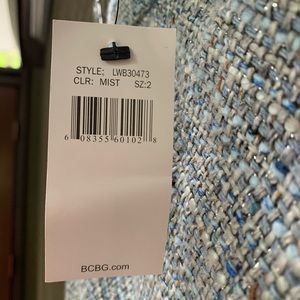 STYLE: LWB30473
CLR: MIST SZ:2
6 08355 60102 8
BCBG.com